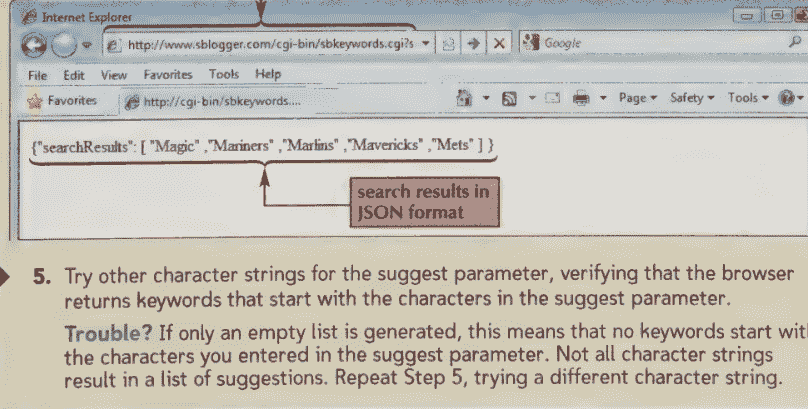 Internet Explorer
http://www.sblogger.com/cgi-bin/sbkeywords.cgi?s
Google
File Edit View Favorites Tools Help
Favorites http://cgi-bin/sbkeywords.... Page Safety Tools
{"searchResults": [ "Magic" ,"Mariners" ,"Marlins" ,"Mavericks" ,"Mets" ] }
search results in
JSON format
5. Try other character strings for the suggest parameter, verifying that the browser
returns keywords that start with the characters in the suggest parameter.
Trouble? If only an empty list is generated, this means that no keywords start wit
the characters you entered in the suggest parameter. Not all character strings
result in a list of suggestions. Repeat Step 5, trying a different character string.